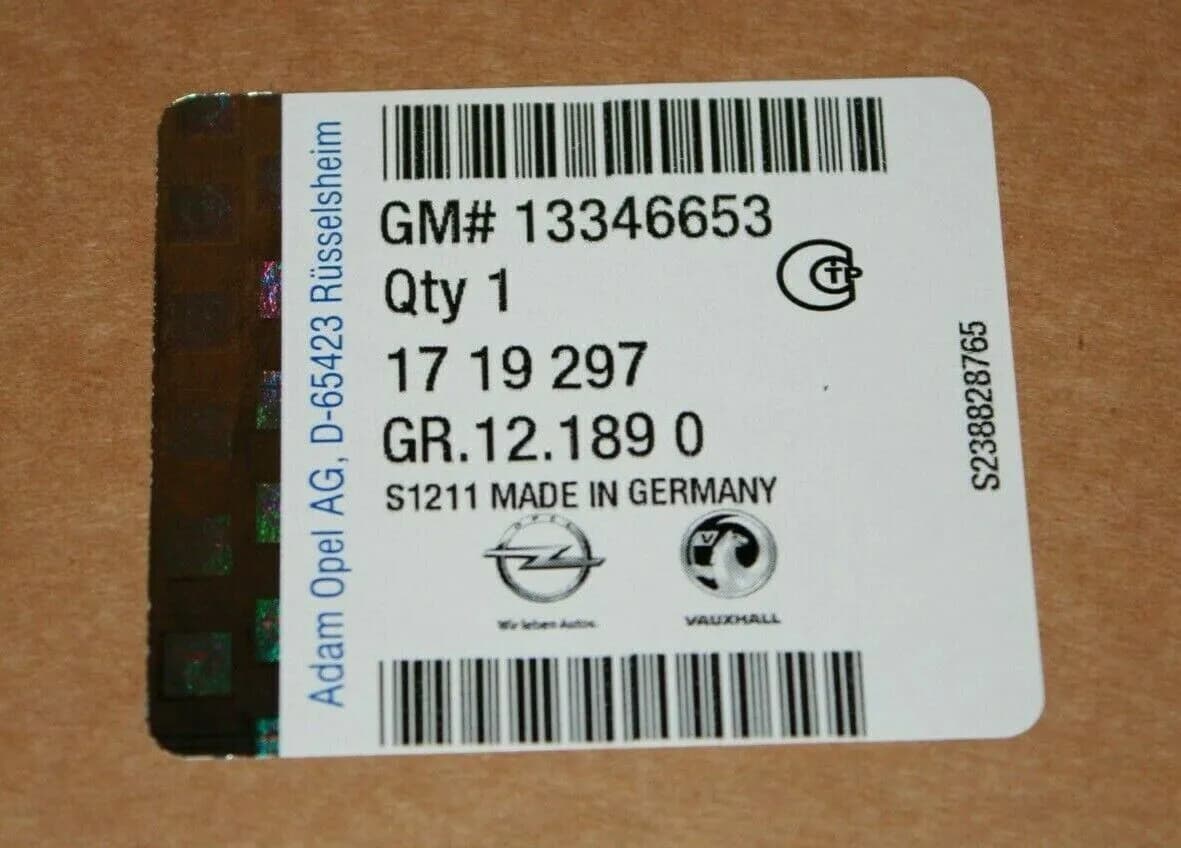 Adam Opel AG, D-65423 Rüsselsheim
GM# 13346653
Qty 1
17 19 297
GR.12.189 0
S1211 MADE IN GERMANY
OPEL
Wir leben Autos.
V
VAUXHALL
S238828765